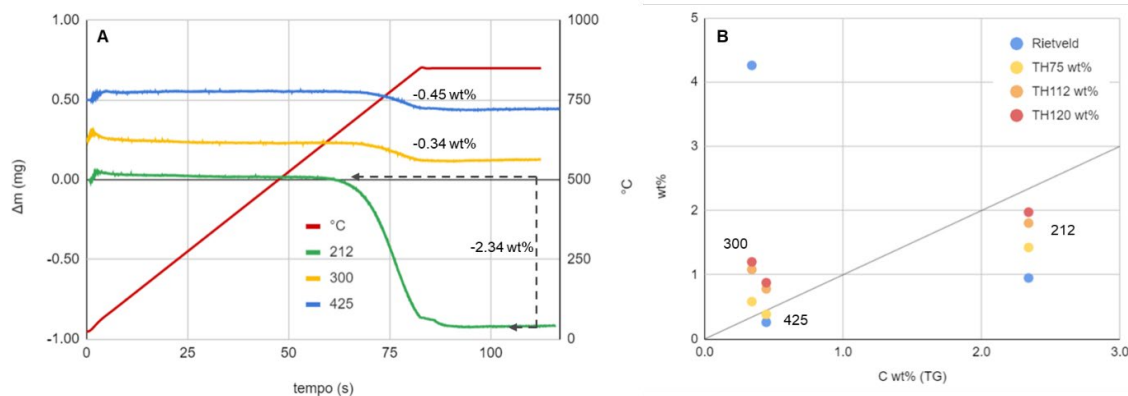 A
1.00
0.50
0.00
-0.50
-1.00
Δm (mg)
1000
750
500
250
0
°C
-0.45 wt%
-0.34 wt%
-2.34 wt%
°C
212
300
425
0
25
50
75
100
tempo (s)
B
5
4
3
2
1
0
wt%
Rietveld
TH75 wt%
TH112 wt%
TH120 wt%
300
425
212
0.0
1.0
2.0
3.0
C wt% (TG)